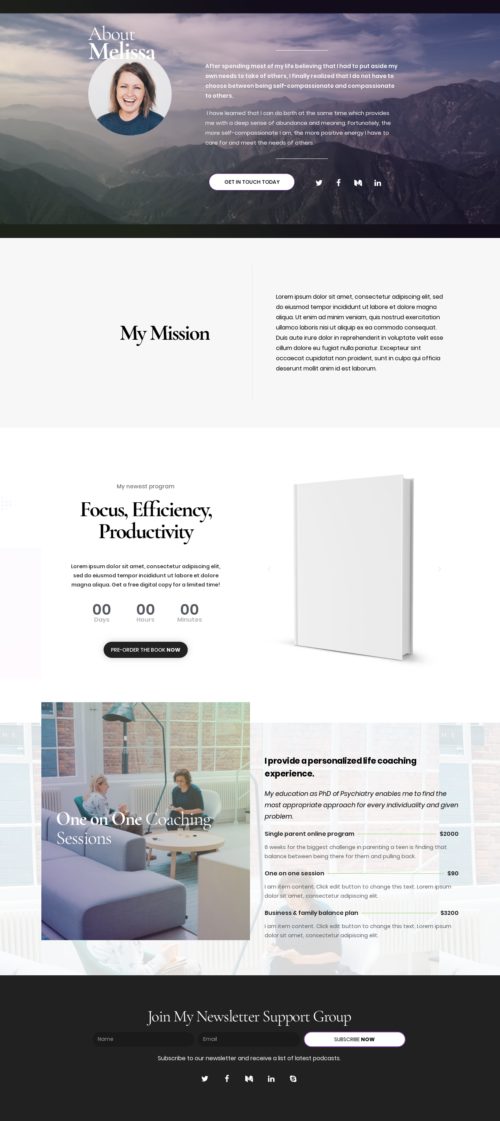 About
Melissa
After spending most of my life believing that I had to put aside my
own needs to take of others, I finally realized that I do not have to
choose between being self-compassionate and compassionate
to others.
I have learned that I can do both at the same time which provides
me with a deep sense of abundance and meaning. Fortunately, the
more self-compassionate I am, the more positive energy I have to
care for and meet the needs of others.
GET IN TOUCH TODAY
My Mission
Lorem ipsum dolor sit amet, consectetur adipiscing elit, sed
do eiusmod tempor incididunt ut labore et dolore magna
aliqua. Ut enim ad minim veniam, quis nostrud exercitation
ullamco laboris nisi ut aliquip ex ea commodo consequat.
Duis aute irure dolor in reprehenderit in voluptate velit esse
cillum dolore eu fugiat nulla pariatur. Excepteur sint
occaecat cupidatat non proident, sunt in culpa qui officia
deserunt mollit anim id est laborum.
My newest program
Focus, Efficiency,
Productivity
Lorem ipsum dolor sit amet, consectetur adipiscing elit,
sed do eiusmod tempor incididunt ut labore et dolore
magna aliqua. Get a free digital copy for a limited time!
00 00 00
Days Hours Minutes
PRE-ORDER THE BOOK NOW
One on One Coaching
Sessions
I provide a personalized life coaching
experience.
My education as PhD of Psychiatry enables me to find the
most appropriate approach for every individuality and given
problem.
Single parent online program $2000
6 weeks for the biggest challenge in parenting a teen is finding that
balance between being there for them and pulling back.
One on one session $90
I am item content. Click edit button to change this text. Lorem ipsum
dolor sit amet, consectetur adipiscing elit.
Business & family balance plan $3200
I am item content. Click edit button to change this text. Lorem ipsum
dolor sit amet, consectetur adipiscing elit.
Join My Newsletter Support Group
Name Email SUBSCRIBE NOW
Subscribe to our newsletter and receive a list of latest podcasts.